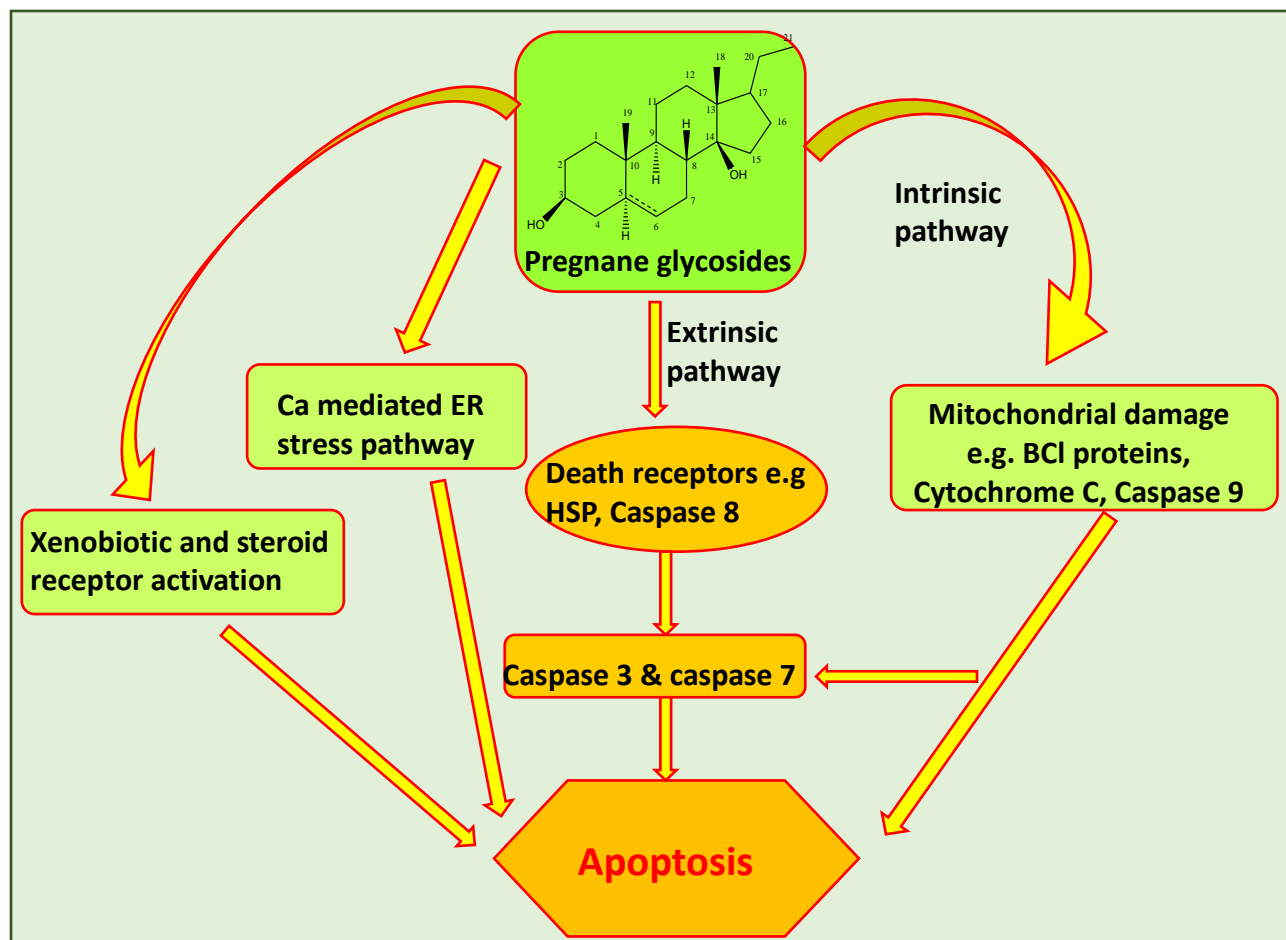 21
18
20
12
17
11
13
16
19
H
1
9
14
15
2
10
8
OH
H
3
5
7
HO
4
6
H
Pregnane glycosides
Intrinsic
pathway
Extrinsic
pathway
Ca mediated ER
stress pathway
Mitochondrial damage
e.g. BCl proteins,
Cytochrome C, Caspase 9
Death receptors e.g
HSP, Caspase 8
Xenobiotic and steroid
receptor activation
Caspase 3 & caspase 7
Apoptosis